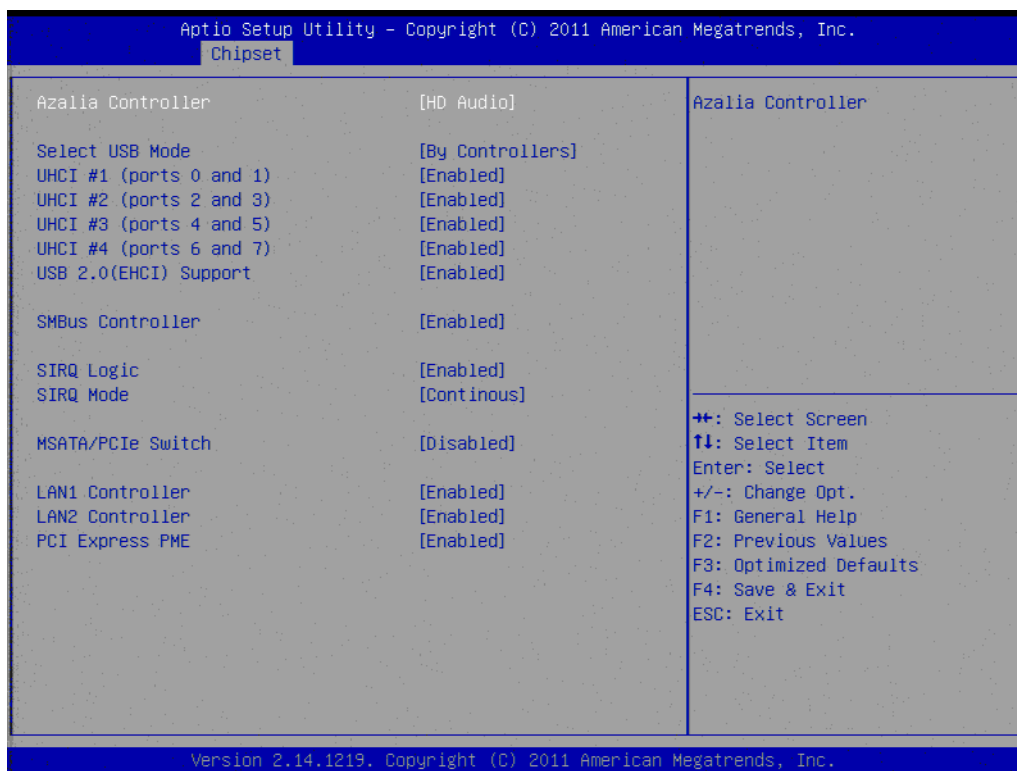 Aptio Setup Utility – Copyright (C) 2011 American Megatrends, Inc.
Chipset
Azalia Controller [HD Audio]
Select USB Mode [By Controllers]
UHCI #1 (ports 0 and 1) [Enabled]
UHCI #2 (ports 2 and 3) [Enabled]
UHCI #3 (ports 4 and 5) [Enabled]
UHCI #4 (ports 6 and 7) [Enabled]
USB 2.0(EHCI) Support [Enabled]
SMBus Controller [Enabled]
SIRQ Logic [Enabled]
SIRQ Mode [Continous]
MSATA/PCIe Switch [Disabled]
LAN1 Controller [Enabled]
LAN2 Controller [Enabled]
PCI Express PME [Enabled]
Azalia Controller
→←: Select Screen
↑↓: Select Item
Enter: Select
+/-: Change Opt.
F1: General Help
F2: Previous Values
F3: Optimized Defaults
F4: Save & Exit
ESC: Exit
Version 2.14.1219. Copyright (C) 2011 American Megatrends, Inc.